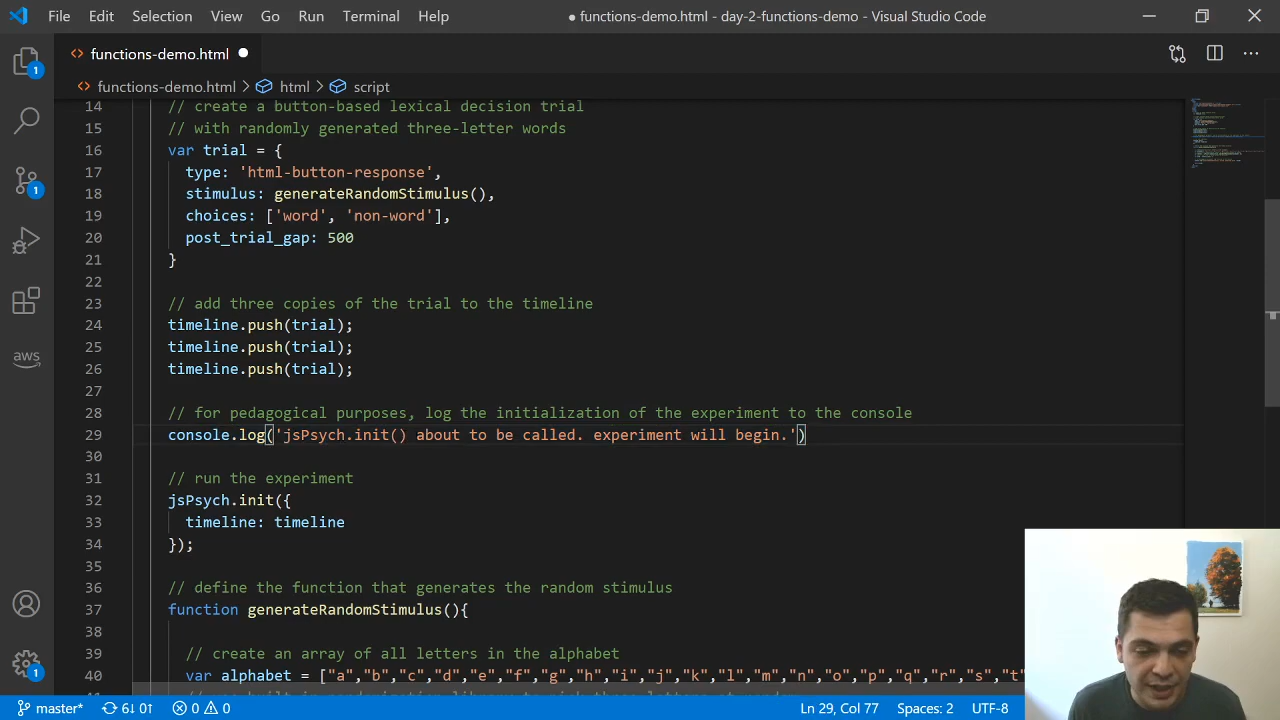 File Edit Selection View Go Run Terminal Help
● functions-demo.html - day-2-functions-demo - Visual Studio Code
functions-demo.html
functions-demo.html > html > script
1
1
aws
1
14 // create a button-based lexical decision trial
15 // with randomly generated three-letter words
16 var trial = {
17 type: 'html-button-response',
18 stimulus: generateRandomStimulus(),
19 choices: ['word', 'non-word'],
20 post_trial_gap: 500
21 }
22
23 // add three copies of the trial to the timeline
24 timeline.push(trial);
25 timeline.push(trial);
26 timeline.push(trial);
27
28 // for pedagogical purposes, log the initialization of the experiment to the console
29 console.log('jsPsych.init() about to be called. experiment will begin.')
30
31 // run the experiment
32 jsPsych.init({
33 timeline: timeline
34 });
35
36 // define the function that generates the random stimulus
37 function generateRandomStimulus(){
38
39 // create an array of all letters in the alphabet
40 var alphabet = ["a","b","c","d","e","f","g","h","i","j","k","l","m","n","o","p","q","r","s","t"
master* 6↓ 0↑ 0 0 Ln 29, Col 77 Spaces: 2 UTF-8